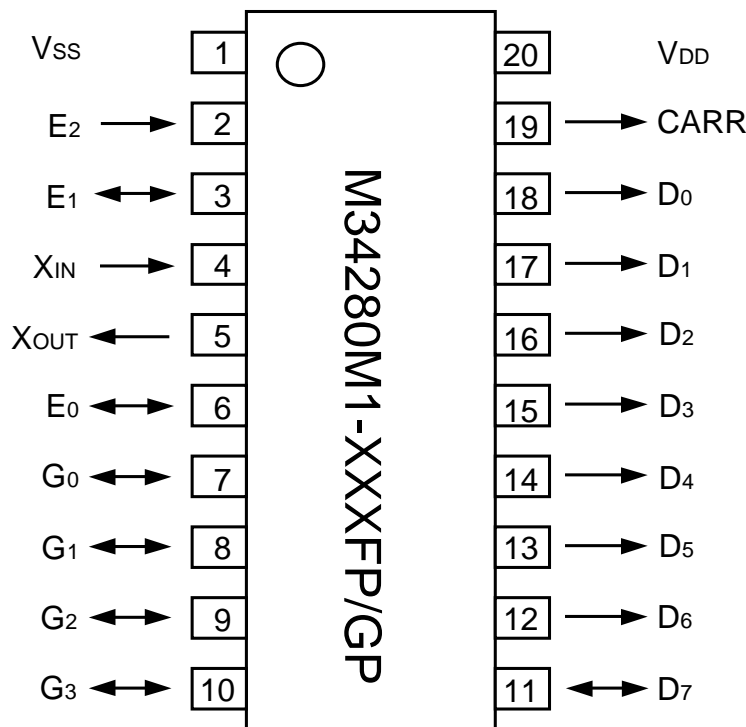 VSS 1 20 VDD
E2 2 19 CARR
E1 3 18 D0
XIN 4 17 D1
XOUT 5 16 D2
E0 6 15 D3
G0 7 14 D4
G1 8 13 D5
G2 9 12 D6
G3 10 11 D7
M34280M1-XXXFP/GP